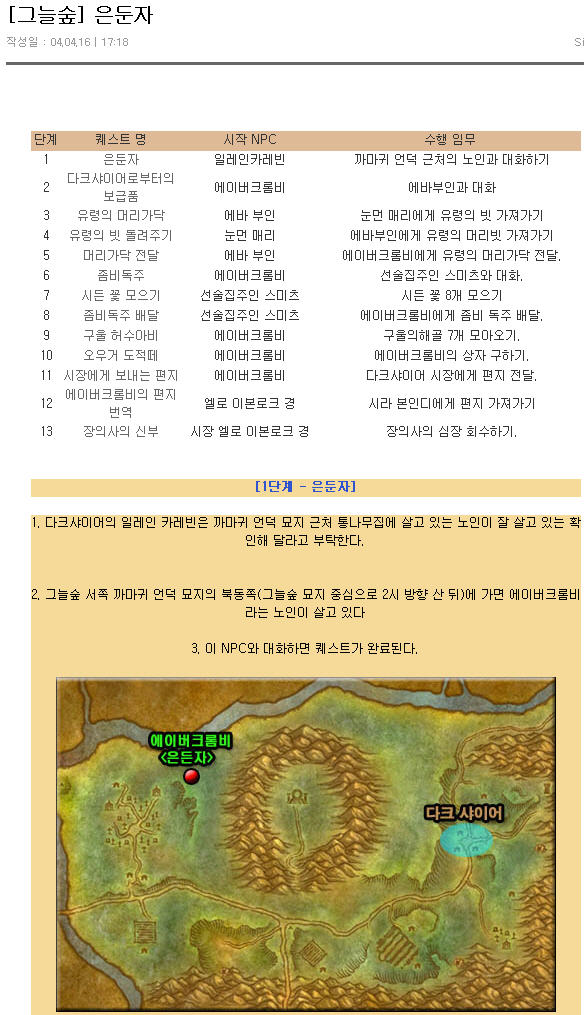 [그늘숲] 은둔자
작성일 : 04.04.16 | 17:18
Si
단계 퀘스트 명 시작 NPC 수행 임무
1 은둔자 일레인카레빈 까마귀 언덕 근처의 노인과 대화하기
2 다크샤이어로부터의 보급품 에이버크롬비 에바부인과 대화
3 유령의 머리가닥 에바 부인 눈먼 매리에게 유령의 빗 가져가기
4 유령의 빗 돌려주기 눈먼 매리 에바부인에게 유령의 머리빗 가져가기
5 머리가닥 전달 에바 부인 에이버크롬비에게 유령의 머리가닥 전달.
6 좀비독주 에이버크롬비 선술집주인 스미츠와 대화.
7 시든 꽃 모으기 선술집주인 스미츠 시든 꽃 8개 모으기
8 좀비독주 배달 선술집주인 스미츠 에이버크롬비에게 좀비 독주 배달.
9 구울 허수아비 에이버크롬비 구울의해골 7개 모아오기.
10 오우거 도적떼 에이버크롬비 에이버크롬비의 상자 구하기.
11 시장에게 보내는 편지 에이버크롬비 다크샤이어 시장에게 편지 전달.
12 에이버크롬비의 편지 번역 엘로 이본로크 경 시라 본인디에게 편지 가져가기
13 장의사의 신부 시장 엘로 이본로크 경 장의사의 심장 회수하기.
[1단계 - 은둔자]
1. 다크샤이어의 일레인 카레빈은 까마귀 언덕 묘지 근처 통나무집에 살고 있는 노인이 잘 살고 있는 확
인해 달라고 부탁한다.
2. 그늘숲 서쪽 까마귀 언덕 묘지의 북동쪽(그늘숲 묘지 중심으로 2시 방향 산 뒤)에 가면 에이버크롬비
라는 노인이 살고 있다
3. 이 NPC와 대화하면 퀘스트가 완료된다.
에이버크롬비
<은둔자>
다크 샤이어